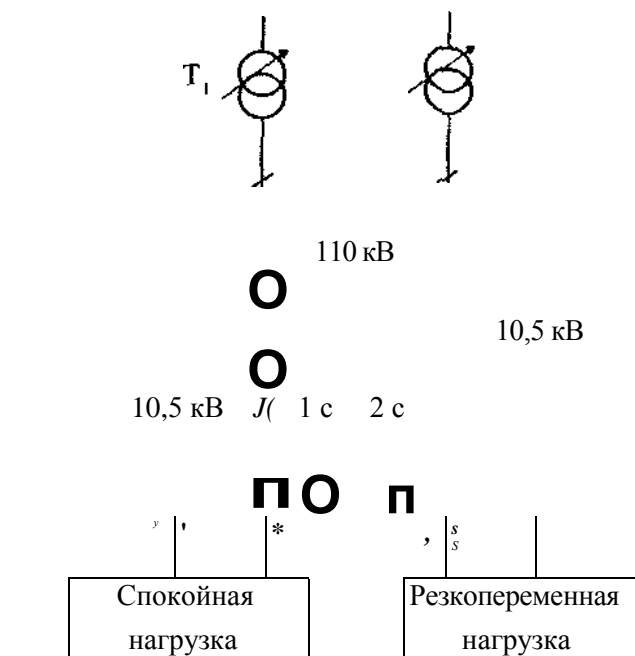 T1
110 кВ
О
10,5 кВ
О
10,5 кВ J( 1 с 2 с
П О п
y ' * , s
s
Спокойная Резкопеременная
нагрузка нагрузка